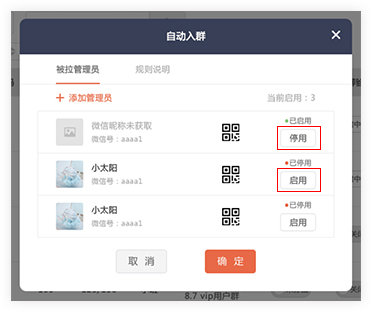 自动入群
被拉管理员 规则说明
+ 添加管理员 当前启用：3
微信昵称未获取 已启用
微信号：aaaa1 停用
小太阳 已停用
微信号：aaaa1 启用
小太阳 已停用
微信号：aaaa1 启用
取 消 确 定
8.7 vip用户群